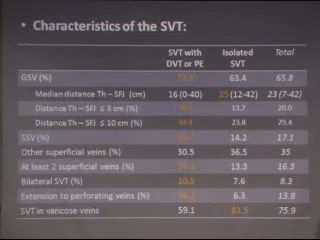 • Characteristics of the SVT:
SVT with DVT or PE Isolated SVT Total
GSV (%) 63.4 65.8
Median distance Th – SFJ (cm) 16 (0-40) 25 (12-42) 23 (7-42)
Distance Th – SFJ ≤ 3 cm (%) 13.7 20.0
Distance Th – SFJ ≤ 10 cm (%) 23.8 29.4
SSV (%) 14.2 17.1
Other superficial veins (%) 30.5 36.5 35
At least 2 superficial veins (%) 13.3 16.3
Bilateral SVT (%) 10.5 7.6 8.3
Extension to perforating veins (%) 6.3 13.8
SVT in varicose veins 59.1 81.5 75.9